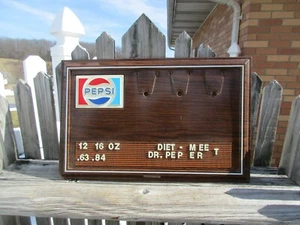 PEPSI
12 16 OZ
.63 .84
DIET · MEE T
DR. PEP ER